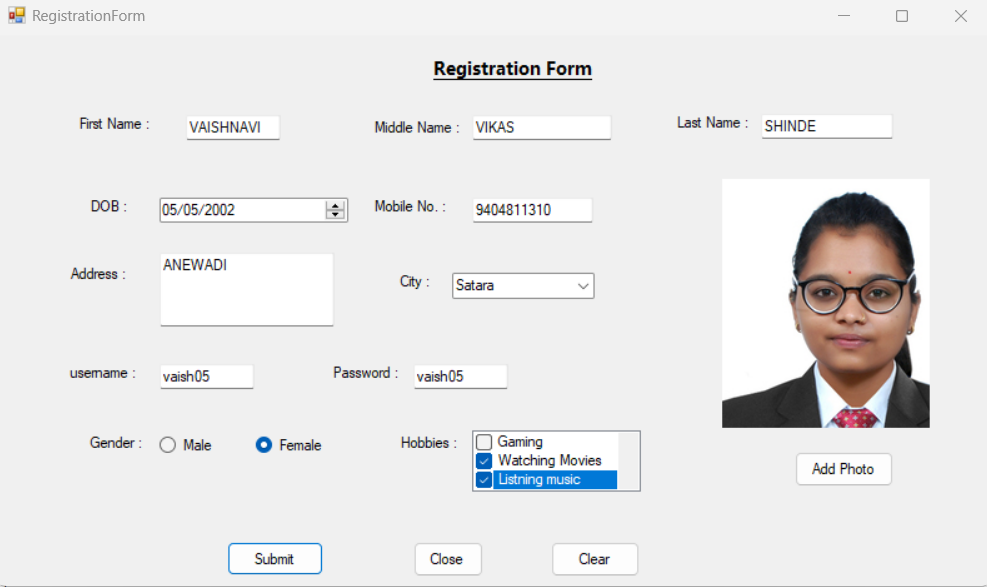 RegistrationForm
Registration Form
First Name : VAISHNAVI Middle Name : VIKAS Last Name : SHINDE
DOB : 05/05/2002 Mobile No. : 9404811310
Address : ANEWADI
City : Satara
username : vaish05 Password : vaish05
Gender : Male Female Hobbies : Gaming
Watching Movies
Listning music
Add Photo
Submit Close Clear